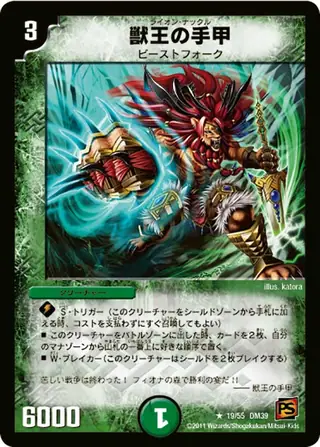 3
ライオン・ナックル
獣王の手甲
ビーストフォーク
illus. katora
クリーチャー
S・トリガー(このクリーチャーをシールドゾーンから手札に加える時、コストを支払わずにすぐ召喚してもよい)
■ このクリーチャーをバトルゾーンに出した時、カードを2枚、自分のマナゾーンから山札の一番上に好きな順序で置く。
■ W・ブレイカー(このクリーチャーはシールドを2枚ブレイクする)
苦しい戦争は終わった!フィオナの森で勝利の宴だ!!
——獣王の手甲
6000
1
★ 19/55 DM39
©2011 Wizards/Shogakukan/Mitsui-Kids
PS